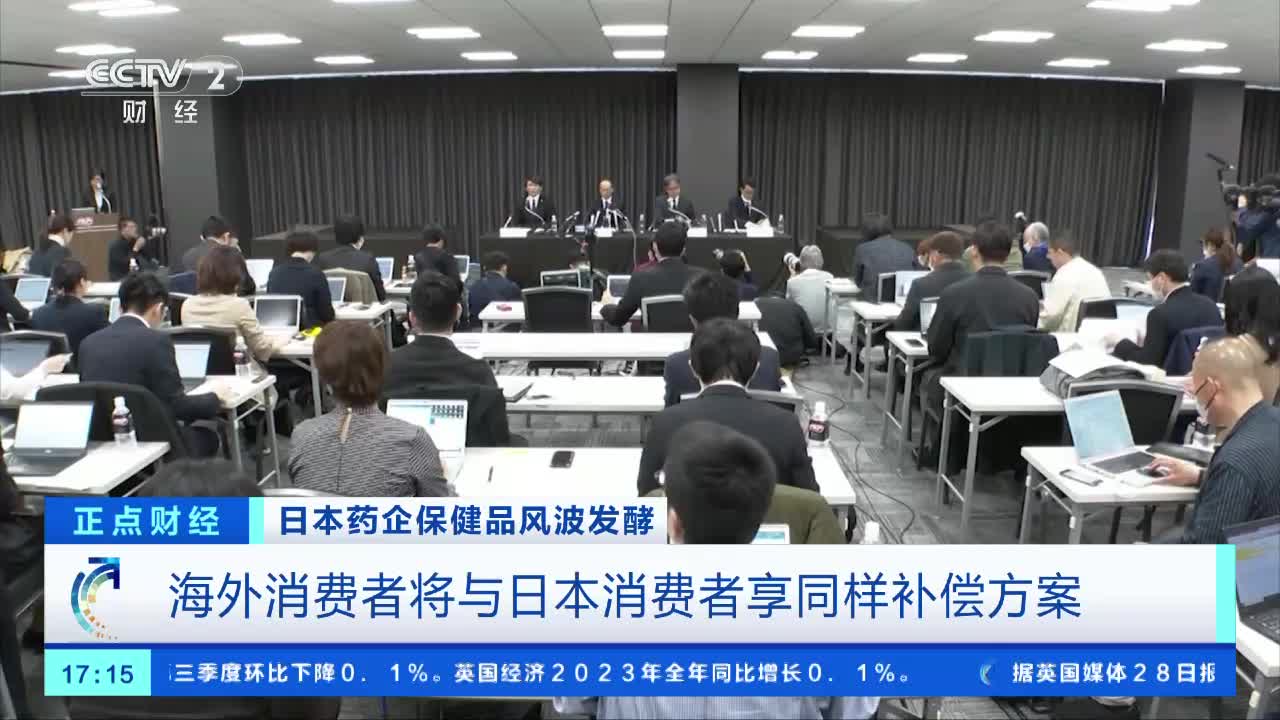 CCTV 2
财 经
正点财经
日本药企保健品风波发酵
海外消费者将与日本消费者享同样补偿方案
17:15
三季度环比下降0.1%。英国经济2023年全年同比增长0.1%。
据英国媒体28日报